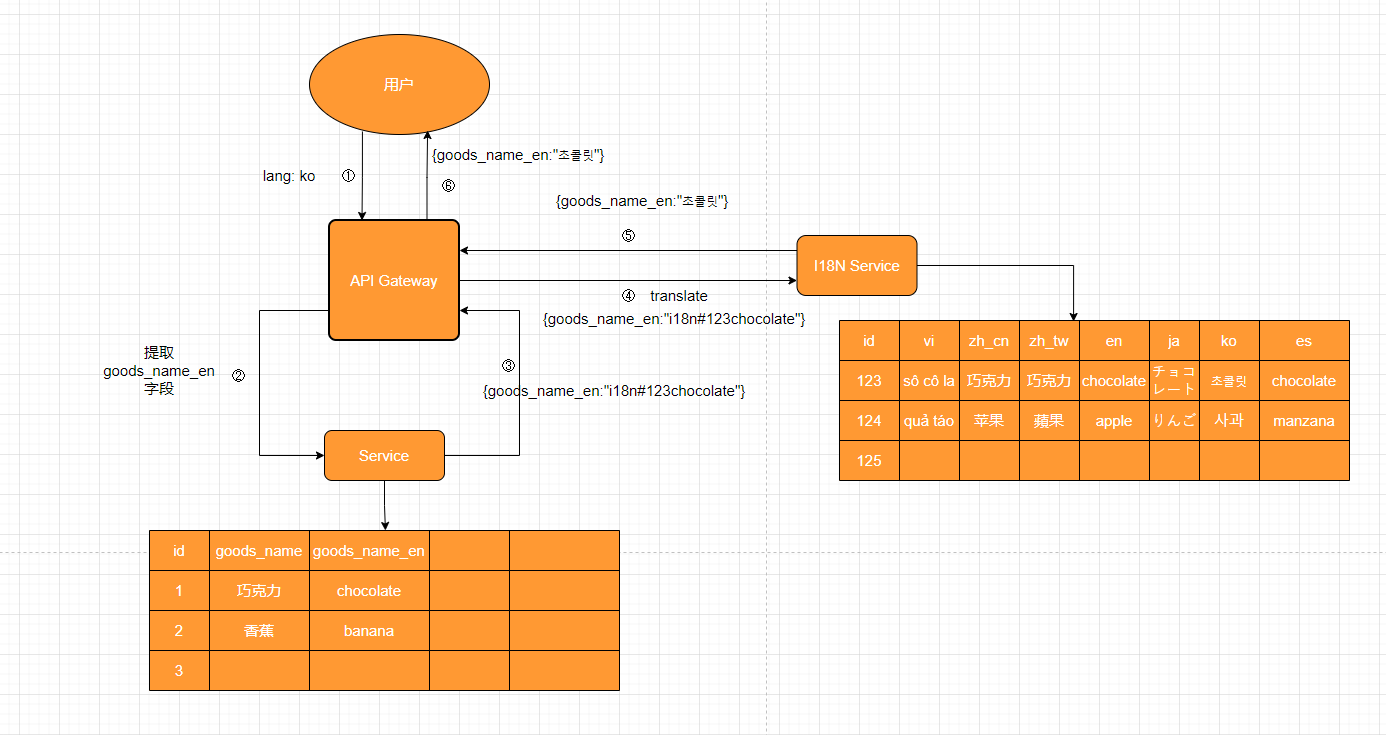 用户
{goods_name_en:"초콜릿"}
lang: ko
①
⑥
{goods_name_en:"초콜릿"}
⑤
API Gateway
I18N Service
④ translate
{goods_name_en:"i18n#123chocolate"}
提取
goods_name_en
字段
②
③
{goods_name_en:"i18n#123chocolate"}
Service
id vi zh_cn zh_tw en ja ko es
123 sô cô la 巧克力 巧克力 chocolate チョコ
レート 초콜릿 chocolate
124 quả táo 苹果 蘋果 apple りんご 사과 manzana
125
id goods_name goods_name_en
1 巧克力 chocolate
2 香蕉 banana
3